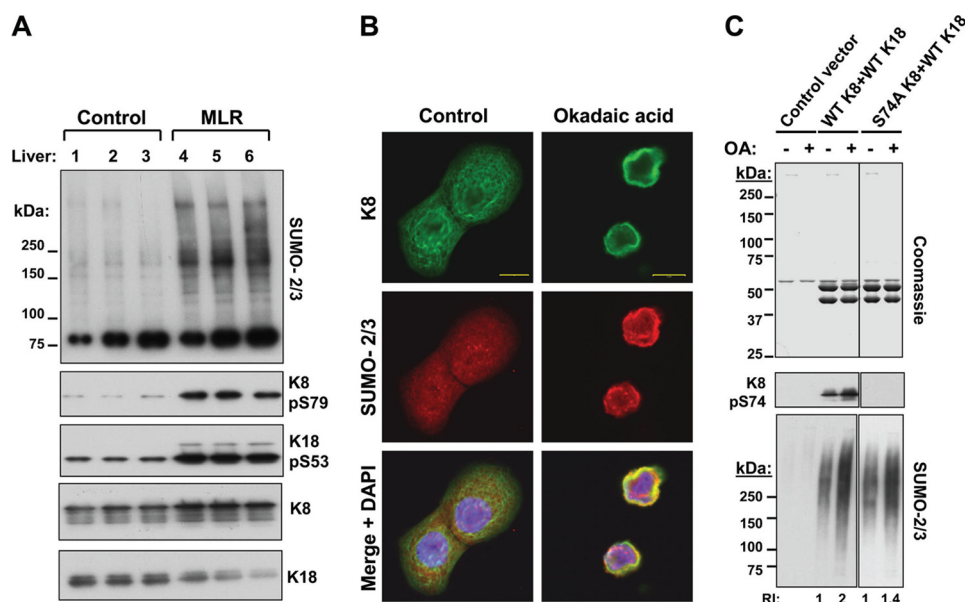 A
Control MLR
Liver: 1 2 3 4 5 6
kDa:
250
150
100
75
SUMO- 2/3
K8
pS79
K18
pS53
K8
K18
B
Control Okadaic acid
K8
SUMO- 2/3
Merge + DAPI
C
Control vector
WT K8+WT K18
S74A K8+WT K18
OA: - + - + - +
kDa:
250
150
100
75
50
37
25
Coomassie
K8
pS74
kDa:
250
150
100
75
SUMO-2/3
RI: 1 2 1 1.4